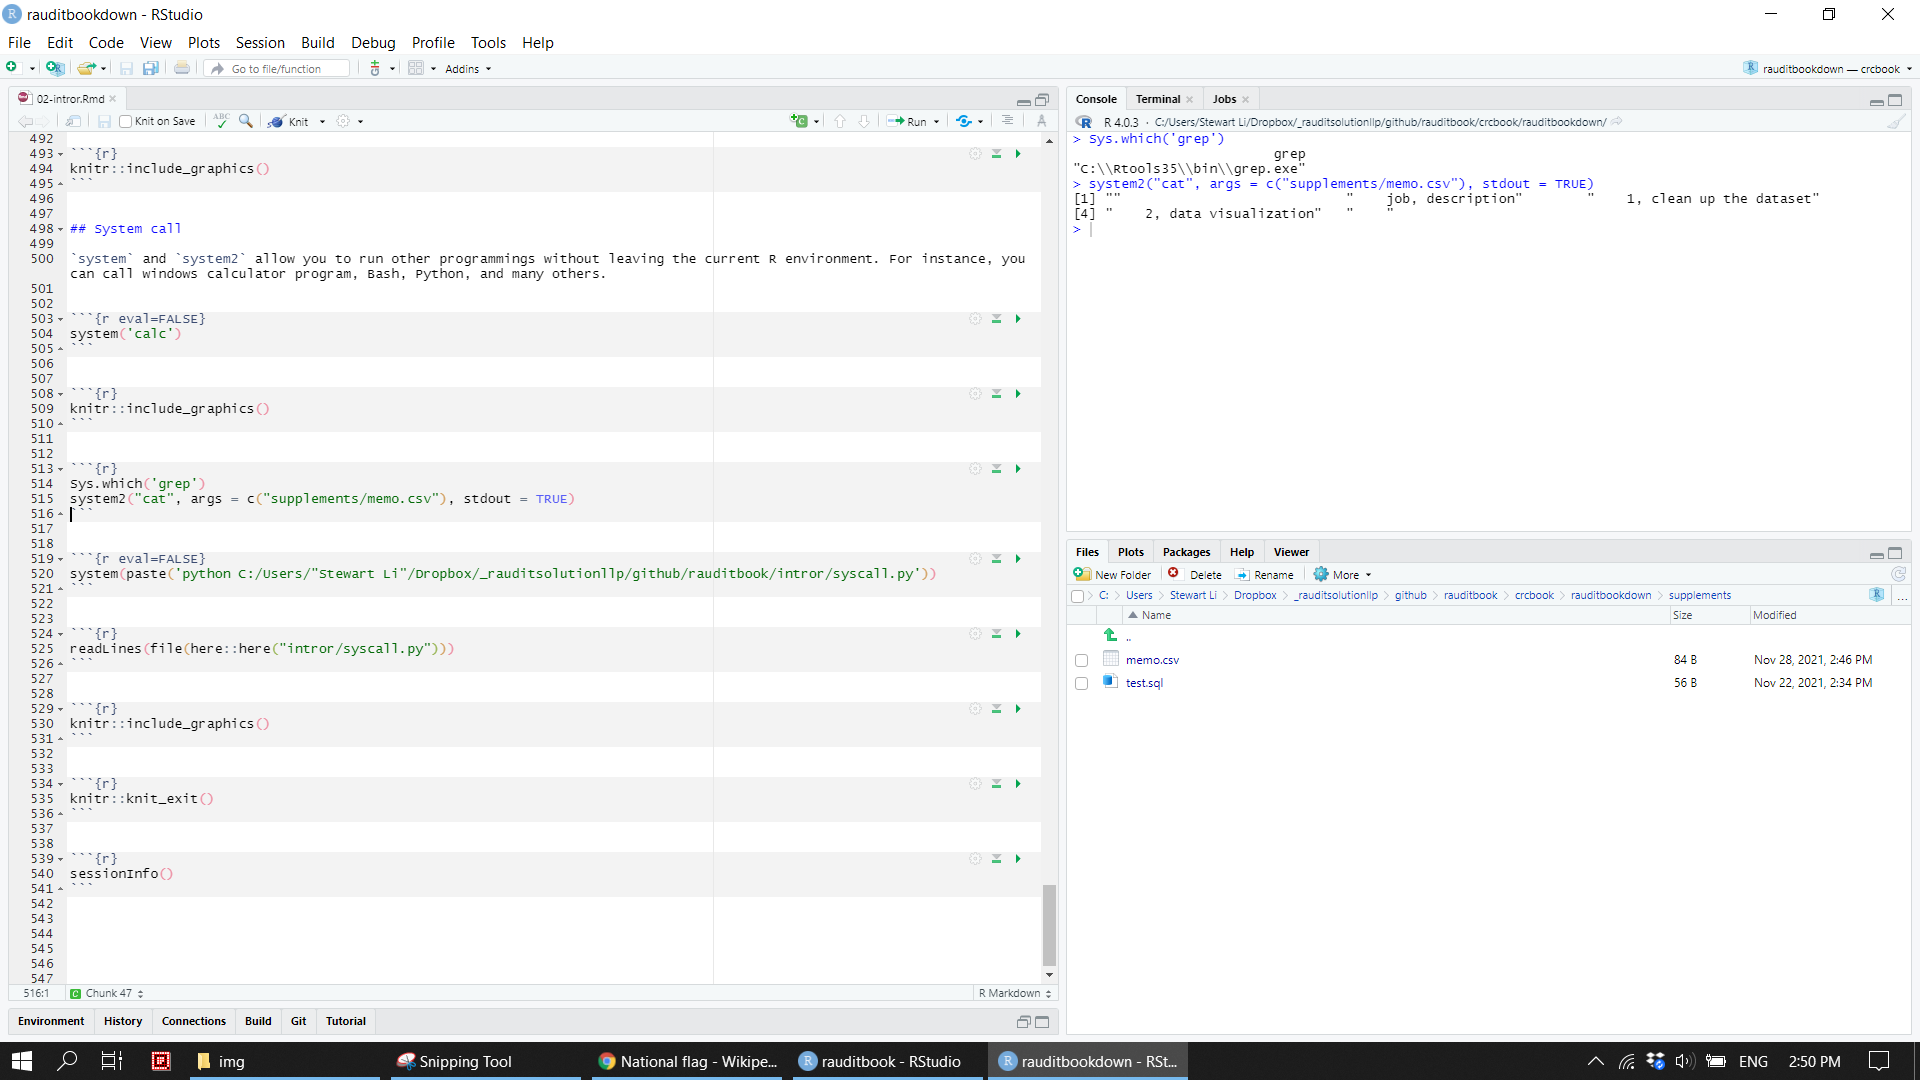 rauditbookdown - RStudio
File Edit Code View Plots Session Build Debug Profile Tools Help
Go to file/function Addins rauditbookdown — crcbook
02-intror.Rmd
Knit on Save ABC Knit Run
492
493 ```{r}
494 knitr::include_graphics()
495 ```
496
497
498 ## System call
499
500 `system` and `system2` allow you to run other programmings without leaving the current R environment. For instance, you
can call windows calculator program, Bash, Python, and many others.
501
502
503 ```{r eval=FALSE}
504 system('calc')
505 ```
506
507
508 ```{r}
509 knitr::include_graphics()
510 ```
511
512
513 ```{r}
514 Sys.which('grep')
515 system2("cat", args = c("supplements/memo.csv"), stdout = TRUE)
516 ```
517
518
519 ```{r eval=FALSE}
520 system(paste('python C:/Users/"Stewart Li"/Dropbox/_rauditsolutionllp/github/rauditbook/intror/syscall.py'))
521 ```
522
523
524 ```{r}
525 readLines(file(here::here("intror/syscall.py")))
526 ```
527
528
529 ```{r}
530 knitr::include_graphics()
531 ```
532
533
534 ```{r}
535 knitr::knit_exit()
536 ```
537
538
539 ```{r}
540 sessionInfo()
541 ```
542
543
544
545
546
547
516:1 C Chunk 47 R Markdown
Environment History Connections Build Git Tutorial
Console Terminal Jobs
R 4.0.3 · C:/Users/Stewart Li/Dropbox/_rauditsolutionllp/github/rauditbook/crcbook/rauditbookdown/
> Sys.which('grep')
grep
"C:\\Rtools35\\bin\\grep.exe"
> system2("cat", args = c("supplements/memo.csv"), stdout = TRUE)
[1] "" "    job, description" "    1, clean up the dataset"
[4] "    2, data visualization" "    "
>
Files Plots Packages Help Viewer
New Folder Delete Rename More
C: Users Stewart Li Dropbox _rauditsolutionllp github rauditbook crcbook rauditbookdown supplements ...
Name Size Modified
..
memo.csv 84 B Nov 28, 2021, 2:46 PM
test.sql 56 B Nov 22, 2021, 2:34 PM
img Snipping Tool National flag - Wikipe... rauditbook - RStudio rauditbookdown - RSt... ENG 2:50 PM